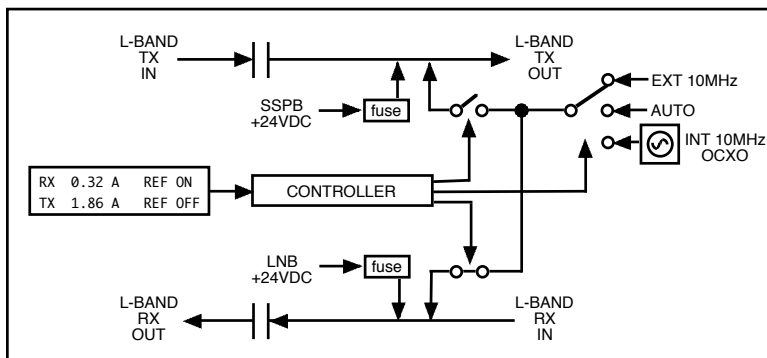 L-BAND
TX
IN
L-BAND
TX
OUT
EXT 10MHz
AUTO
INT 10MHz
OCXO
SSPB
+24VDC
fuse
RX 0.32 A REF ON
TX 1.86 A REF OFF
CONTROLLER
LNB
+24VDC
fuse
L-BAND
RX
OUT
L-BAND
RX
IN